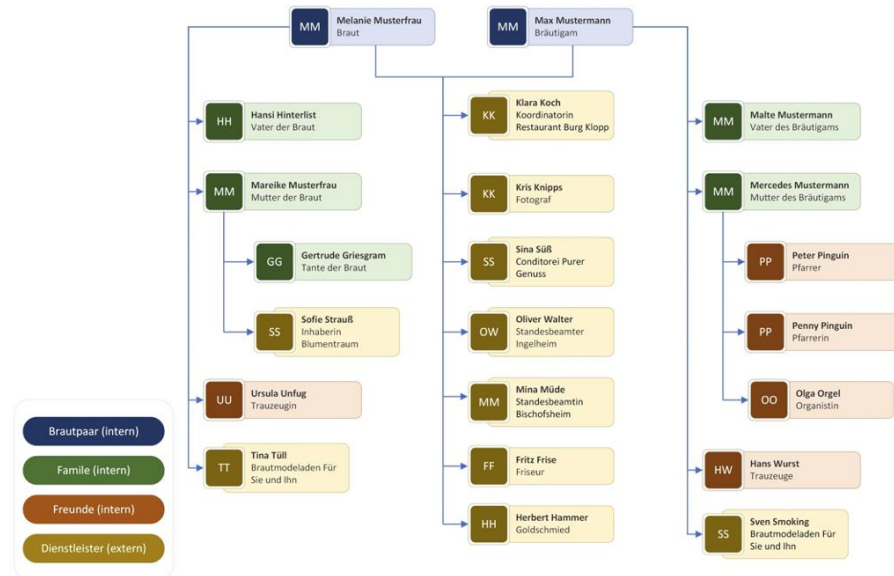 MM
Melanie Musterfrau
Braut
MM
Max Mustermann
Bräutigam
HH
Hansi Hinterlist
Vater der Braut
MM
Mareike Musterfrau
Mutter der Braut
GG
Gertrude Griesgram
Tante der Braut
SS
Sofie Strauß
Inhaberin
Blumentraum
UU
Ursula Unfug
Trauzeugin
TT
Tina Tüll
Brautmodeladen Für
Sie und Ihn
KK
Klara Koch
Koordinatorin
Restaurant Burg Klopp
KK
Kris Knipps
Fotograf
SS
Sina Süß
Conditorei Purer
Genuss
OW
Oliver Walter
Standesbeamter
Ingelheim
MM
Mina Müde
Standesbeamtin
Bischofsheim
FF
Fritz Frise
Friseur
HH
Herbert Hammer
Goldschmied
MM
Malte Mustermann
Vater des Bräutigams
MM
Mercedes Mustermann
Mutter des Bräutigams
PP
Peter Pinguin
Pfarrer
PP
Penny Pinguin
Pfarrerin
OO
Olga Orgel
Organistin
HW
Hans Wurst
Trauzeuge
SS
Sven Smoking
Brautmodeladen Für
Sie und Ihn
Brautpaar (intern)
Famile (intern)
Freunde (intern)
Dienstleister (extern)